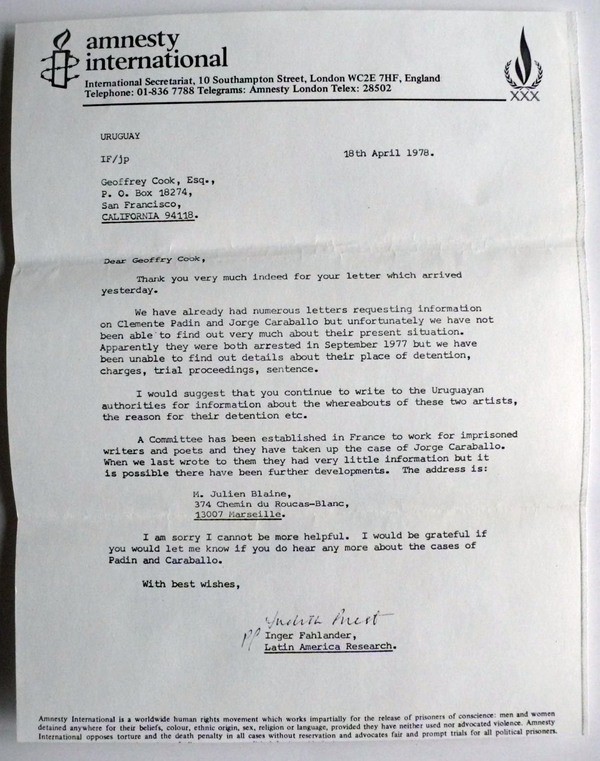 amnesty
international
International Secretariat, 10 Southampton Street, London WC2E 7HF, England
Telephone: 01-836 7788 Telegrams: Amnesty London Telex: 28502
XXX
URUGUAY
IF/jp
18th April 1978.
Geoffrey Cook, Esq.,
P. O. Box 18274,
San Francisco,
CALIFORNIA 94118.
Dear Geoffry Cook,
Thank you very much indeed for your letter which arrived
yesterday.
We have already had numerous letters requesting information
on Clemente Padin and Jorge Caraballo but unfortunately we have not
been able to find out very much about their present situation.
Apparently they were both arrested in September 1977 but we have
been unable to find out details about their place of detention,
charges, trial proceedings, sentence.
I would suggest that you continue to write to the Uruguayan
authorities for information about the whereabouts of these two artists,
the reason for their detention etc.
A Committee has been established in France to work for imprisoned
writers and poets and they have taken up the case of Jorge Caraballo.
When we last wrote to them they had very little information but it
is possible there have been further developments. The address is:
M. Julien Blaine,
374 Chemin du Roucas-Blanc,
13007 Marseille.
I am sorry I cannot be more helpful. I would be grateful if
you would let me know if you do hear any more about the cases of
Padin and Caraballo.
With best wishes,
Judith
pp Inger Fahlander,
Latin America Research.
Amnesty International is a worldwide human rights movement which works impartially for the release of prisoners of conscience: men and women
detained anywhere for their beliefs, colour, ethnic origin, sex, religion or language, provided they have neither used nor advocated violence. Amnesty
International opposes torture and the death penalty in all cases without reservation and advocates fair and prompt trials for all political prisoners.